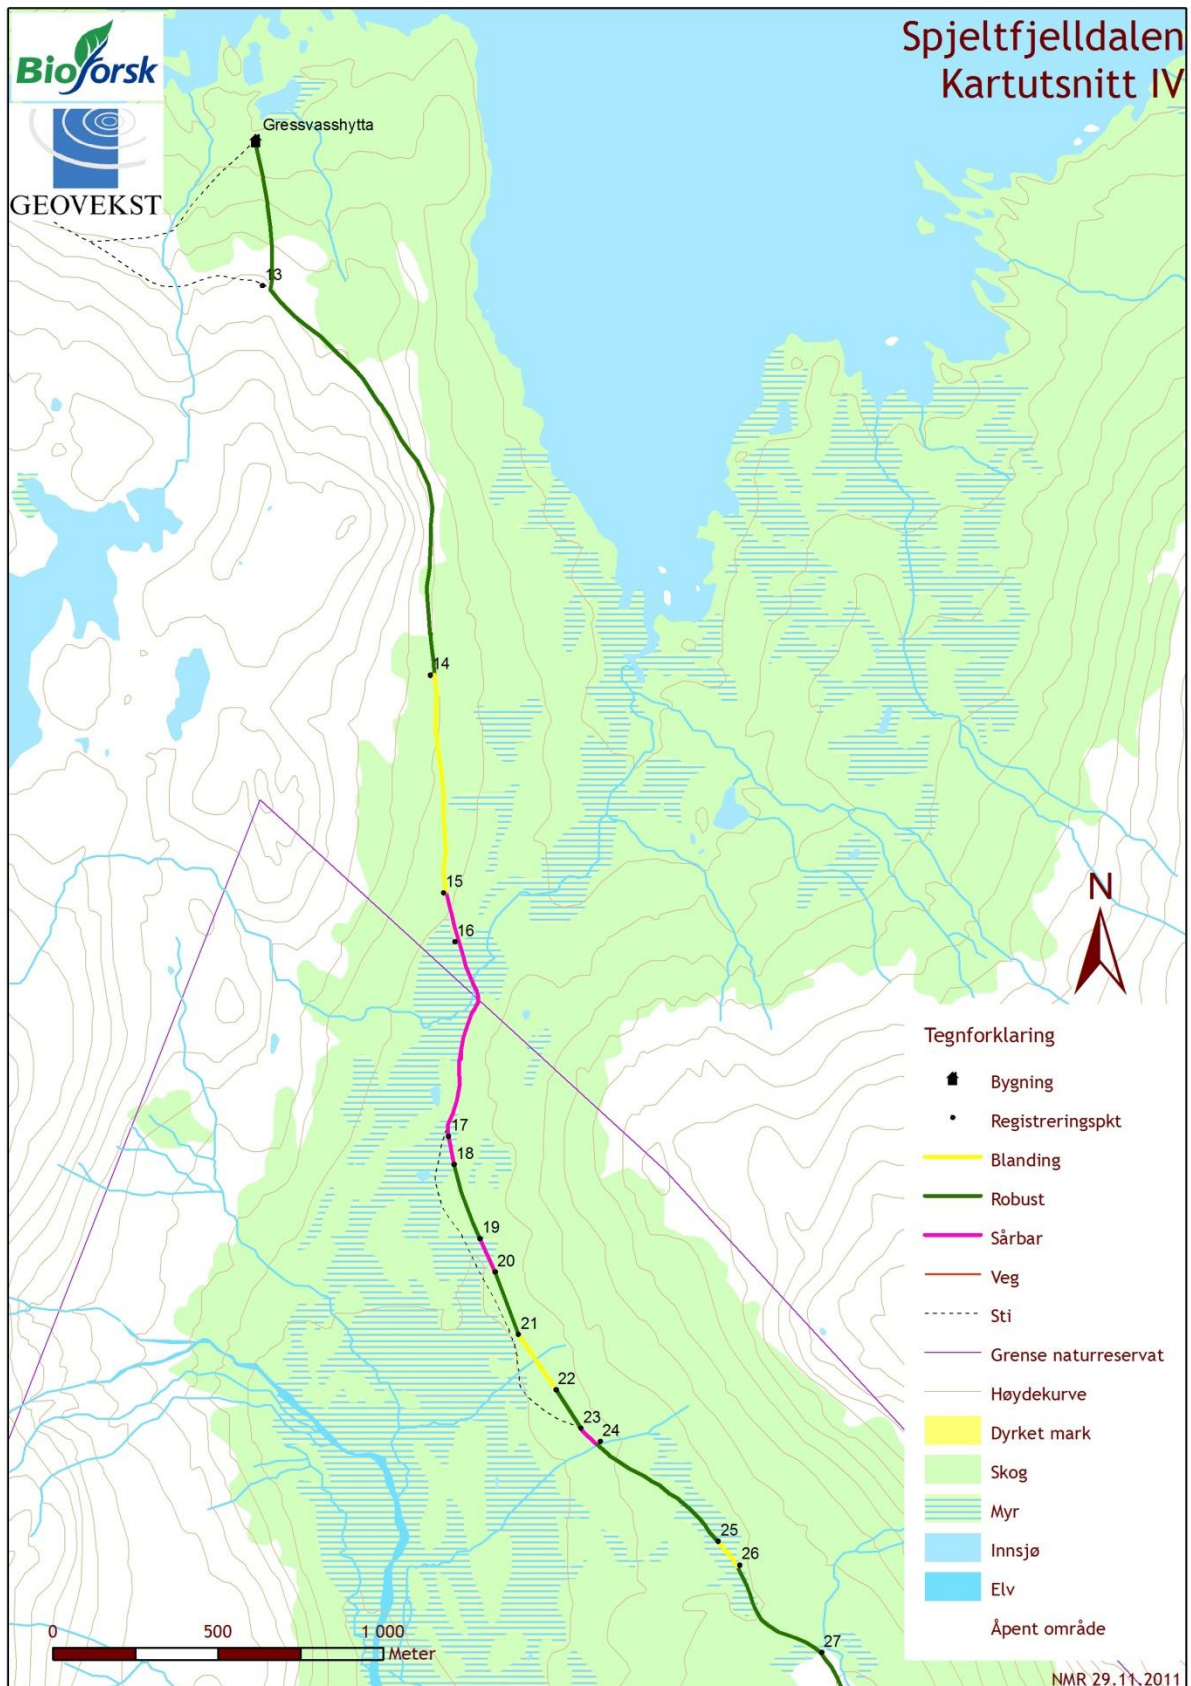 Spjeltfjelldalen
Kartutsnitt IV
Bioforsk
GEOVEKST
Gressvasshytta
13
14
15
16
17
18
19
20
21
22
23
24
25
26
27
N
Tegnforklaring
Bygning
Registreringspkt
Blanding
Robust
Sårbar
Veg
Sti
Grense naturreservat
Høydekurve
Dyrket mark
Skog
Myr
Innsjø
Elv
Åpent område
0 500 1 000
Meter
NMR 29.11.2011